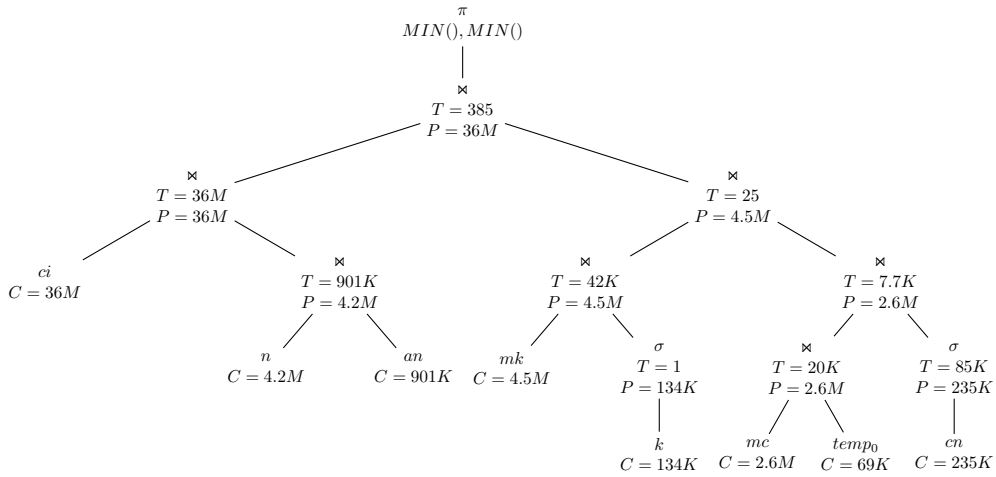 π
MIN(), MIN()
⋈
T = 385
P = 36M
⋈
T = 36M
P = 36M
⋈
T = 25
P = 4.5M
ci
C = 36M
⋈
T = 901K
P = 4.2M
⋈
T = 42K
P = 4.5M
⋈
T = 7.7K
P = 2.6M
n
C = 4.2M
an
C = 901K
mk
C = 4.5M
σ
T = 1
P = 134K
⋈
T = 20K
P = 2.6M
σ
T = 85K
P = 235K
k
C = 134K
mc
C = 2.6M
temp₀
C = 69K
cn
C = 235K